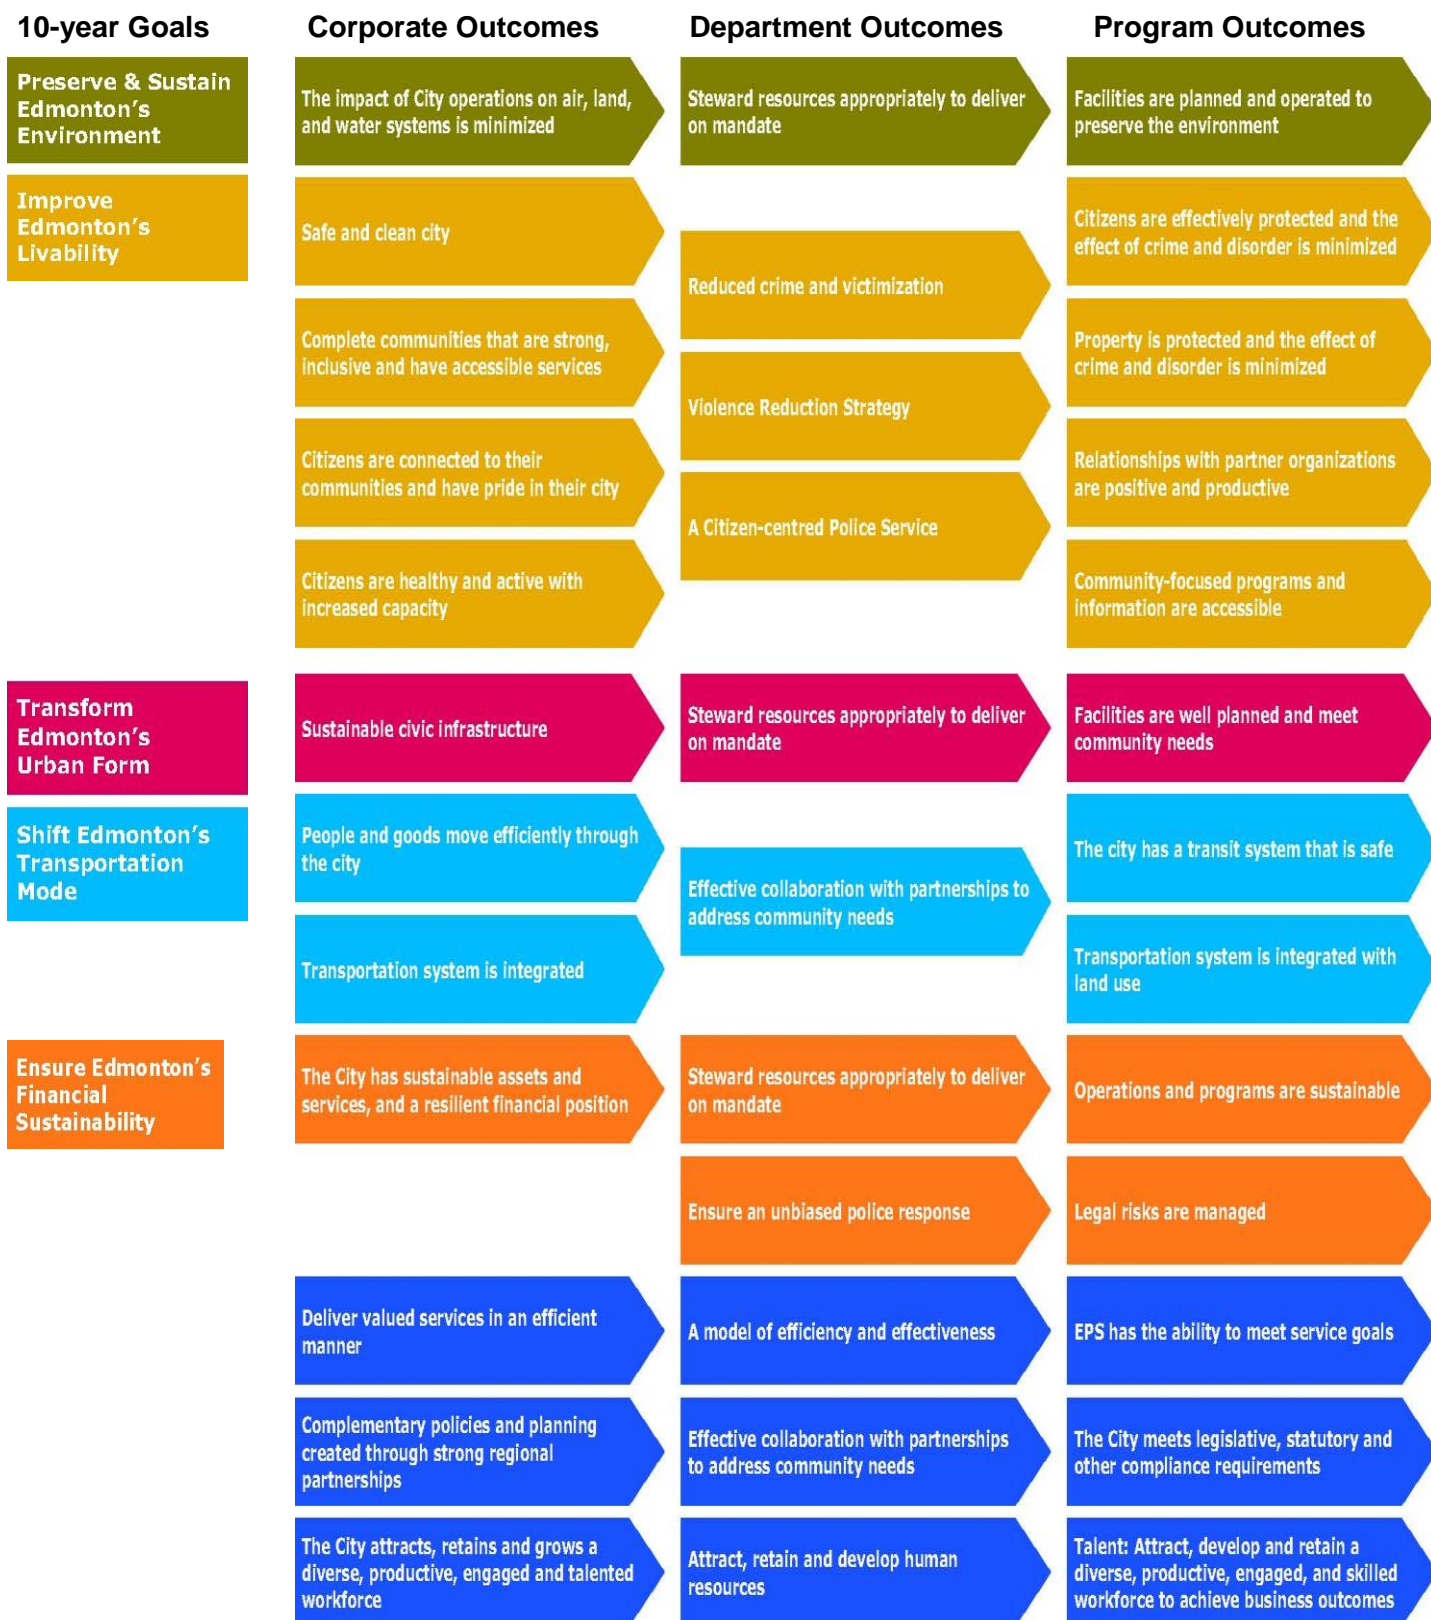 10-year Goals
Corporate Outcomes
Department Outcomes
Program Outcomes
Preserve & Sustain
Edmonton's
Environment
The impact of City operations on air, land,
and water systems is minimized
Steward resources appropriately to deliver
on mandate
Facilities are planned and operated to
preserve the environment
Improve
Edmonton's
Livability
Safe and clean city
Complete communities that are strong,
inclusive and have accessible services
Citizens are connected to their
communities and have pride in their city
Citizens are healthy and active with
increased capacity
Reduced crime and victimization
Violence Reduction Strategy
A Citizen-centred Police Service
Citizens are effectively protected and the
effect of crime and disorder is minimized
Property is protected and the effect of
crime and disorder is minimized
Relationships with partner organizations
are positive and productive
Community-focused programs and
information are accessible
Transform
Edmonton's
Urban Form
Sustainable civic infrastructure
Steward resources appropriately to deliver
on mandate
Facilities are well planned and meet
community needs
Shift Edmonton's
Transportation
Mode
People and goods move efficiently through
the city
Transportation system is integrated
Effective collaboration with partnerships to
address community needs
The city has a transit system that is safe
Transportation system is integrated with
land use
Ensure Edmonton's
Financial
Sustainability
The City has sustainable assets and
services, and a resilient financial position
Steward resources appropriately to deliver
on mandate
Operations and programs are sustainable
Ensure an unbiased police response
Legal risks are managed
Deliver valued services in an efficient
manner
A model of efficiency and effectiveness
EPS has the ability to meet service goals
Complementary policies and planning
created through strong regional
partnerships
Effective collaboration with partnerships
to address community needs
The City meets legislative, statutory and
other compliance requirements
The City attracts, retains and grows a
diverse, productive, engaged and talented
workforce
Attract, retain and develop human
resources
Talent: Attract, develop and retain a
diverse, productive, engaged, and skilled
workforce to achieve business outcomes